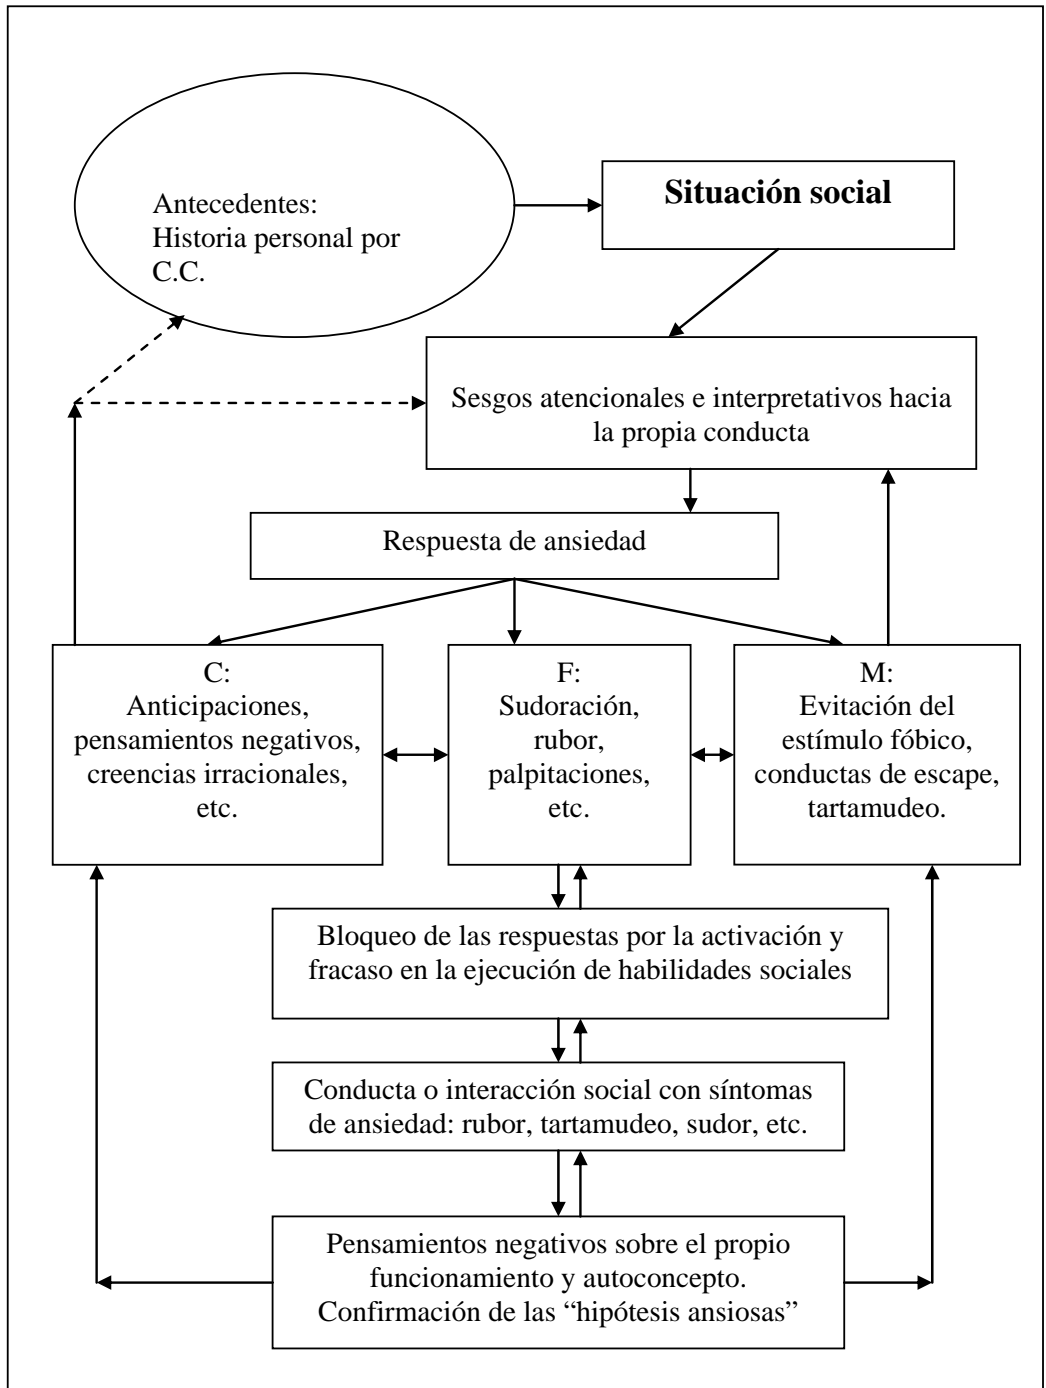 Antecedentes:
Historia personal por
C.C.
Situación social
Sesgos atencionales e interpretativos hacia
la propia conducta
Respuesta de ansiedad
C:
Anticipaciones,
pensamientos negativos,
creencias irracionales,
etc.
F:
Sudoración,
rubor,
palpitaciones,
etc.
M:
Evitación del
estímulo fóbico,
conductas de escape,
tartamudeo.
Bloqueo de las respuestas por la activación y
fracaso en la ejecución de habilidades sociales
Conducta o interacción social con síntomas
de ansiedad: rubor, tartamudeo, sudor, etc.
Pensamientos negativos sobre el propio
funcionamiento y autoconcepto.
Confirmación de las “hipótesis ansiosas”